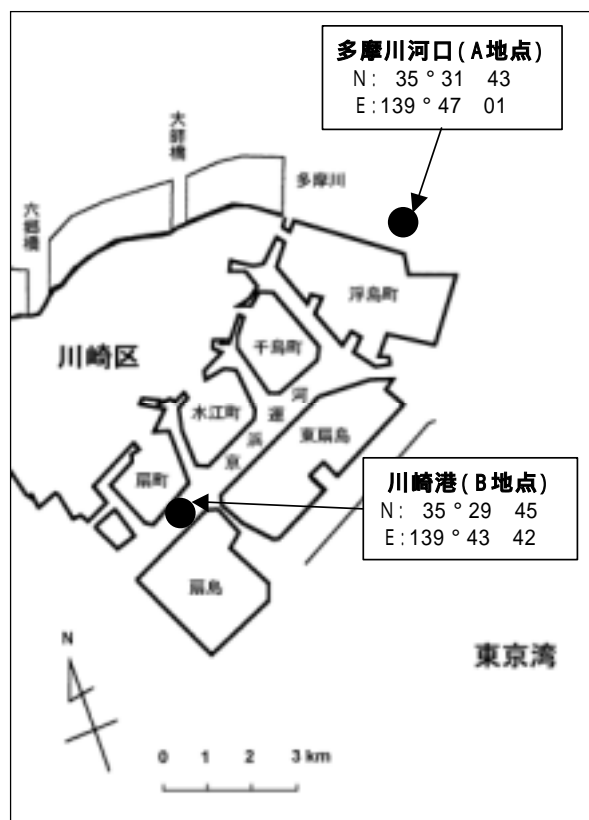 多摩川河口(A地点)
N: 35°31 43
E:139°47 01
大師橋
多摩川
六郷橋
浮島町
千鳥町
川崎区
水江町
京浜運河
東扇島
扇町
川崎港(B地点)
N: 35°29 45
E:139°43 42
扇島
N
東京湾
0 1 2 3 km